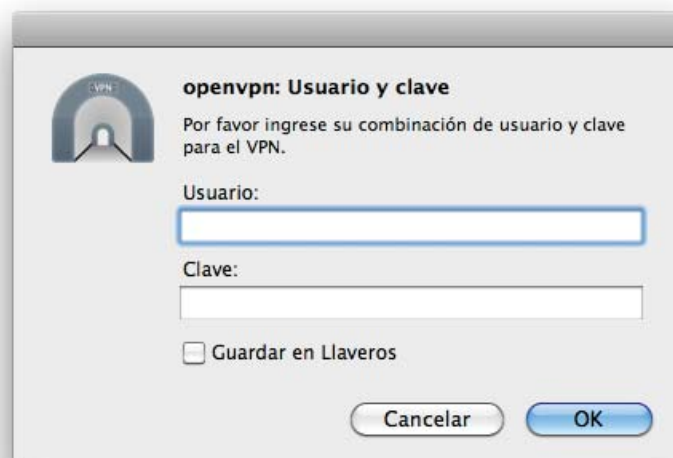 VPN
openvpn: Usuario y clave
Por favor ingrese su combinación de usuario y clave
para el VPN.
Usuario:
Clave:
Guardar en Llaveros
Cancelar
OK